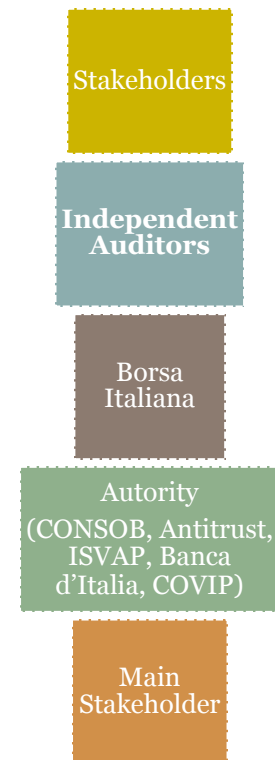 Stakeholders
Independent
Auditors
Borsa
Italiana
Autority
(CONSOB, Antitrust,
ISVAP, Banca
d'Italia, COVIP)
Main
Stakeholder